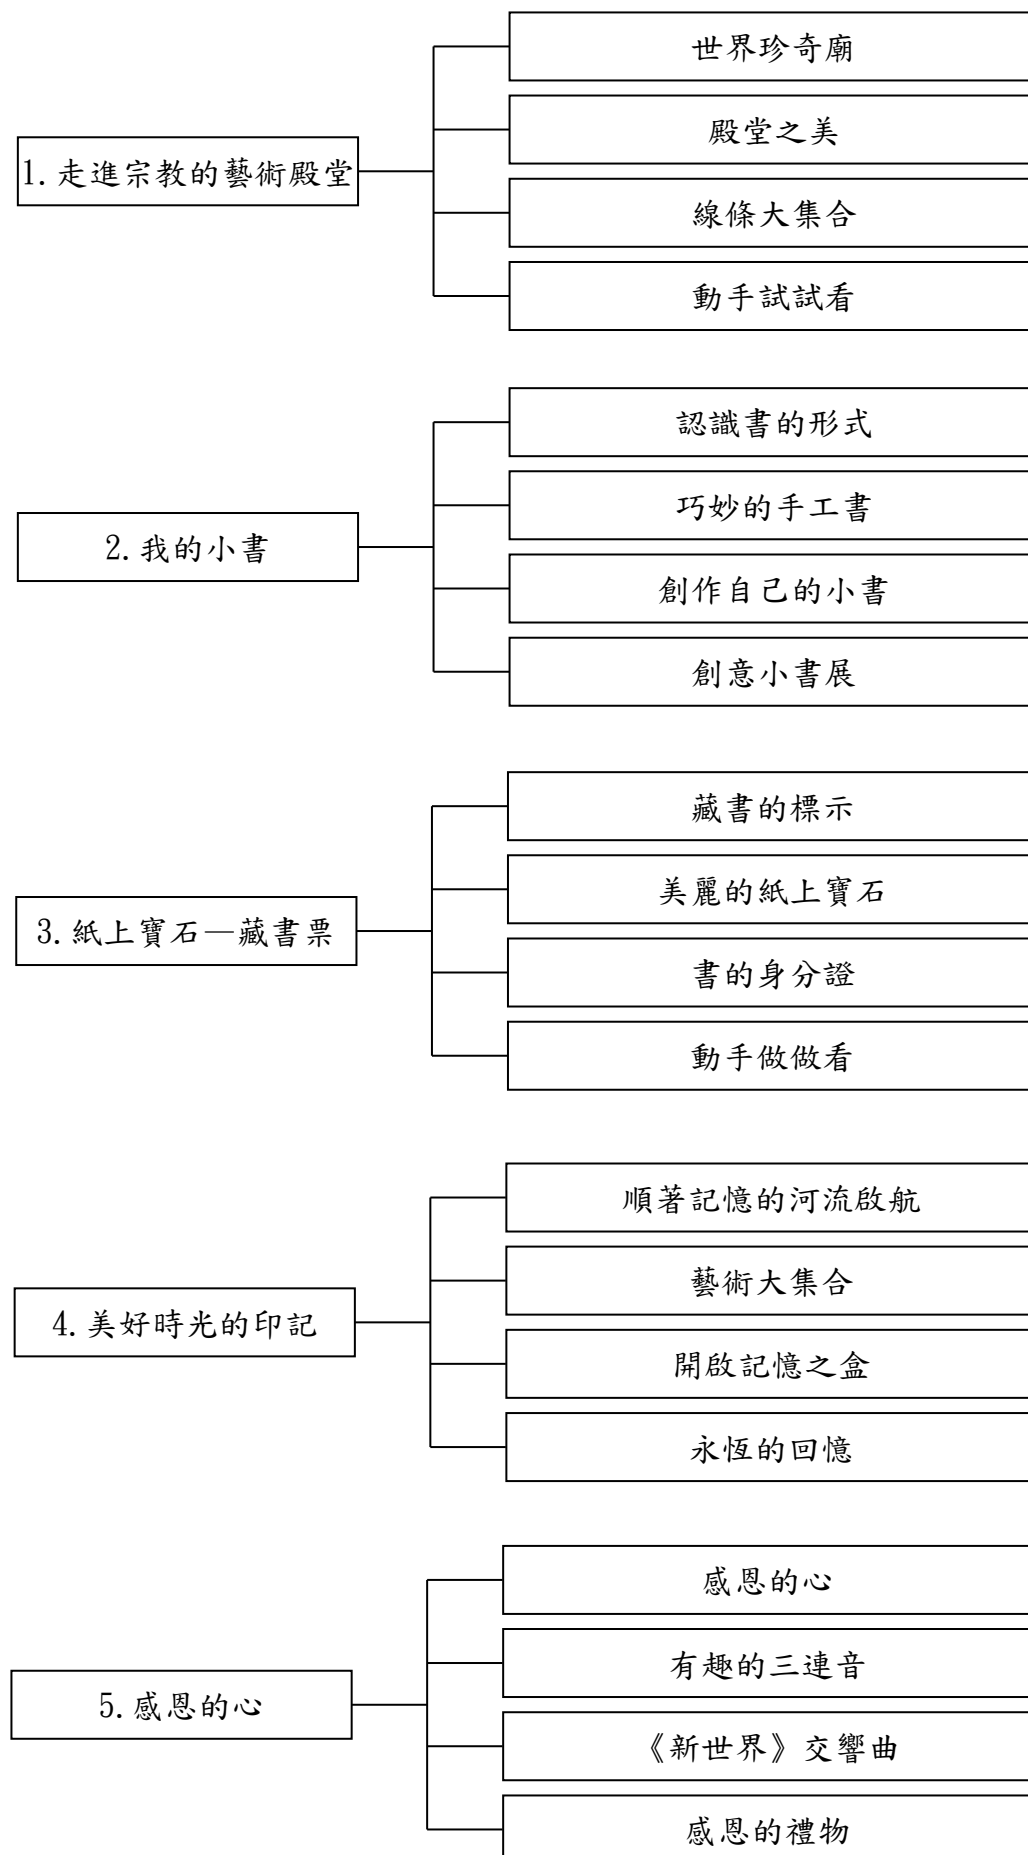 1.走進宗教的藝術殿堂
世界珍奇廟
殿堂之美
線條大集合
動手試試看
2.我的小書
認識書的形式
巧妙的手工書
創作自己的小書
創意小書展
3.紙上寶石—藏書票
藏書的標示
美麗的紙上寶石
書的身分證
動手做做看
4.美好時光的印記
順著記憶的河流啟航
藝術大集合
開啟記憶之盒
永恆的回憶
5.感恩的心
感恩的心
有趣的三連音
《新世界》交響曲
感恩的禮物